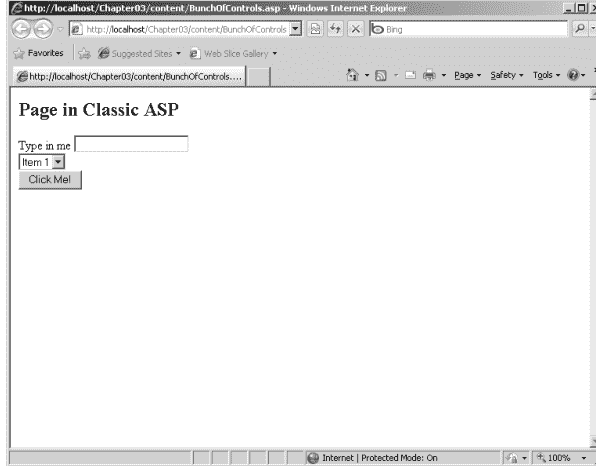 http://localhost/Chapter03/content/BunchOfControls.asp - Windows Internet Explorer
http://localhost/Chapter03/content/BunchOfControls
Bing
Favorites
Suggested Sites
Web Slice Gallery
http://localhost/Chapter03/content/BunchOfControls....
Page
Safety
Tools
Page in Classic ASP
Type in me
Item 1
Click Me!
Internet | Protected Mode: On
100%